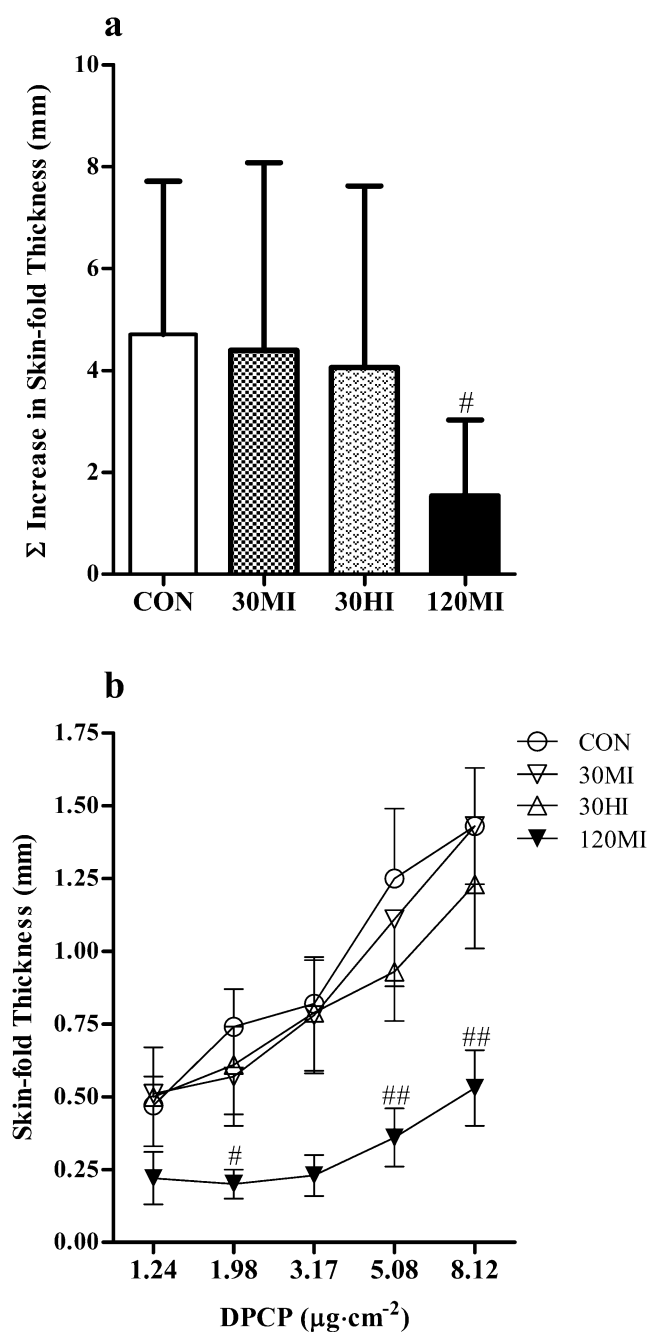 a
Σ Increase in Skin-fold Thickness (mm)
10
8
6
4
2
0
#
CON 30MI 30HI 120MI
b
Skin-fold Thickness (mm)
1.75
1.50
1.25
1.00
0.75
0.50
0.25
0.00
CON
30MI
30HI
120MI
# ## ##
1.24 1.98 3.17 5.08 8.12
DPCP (µg·cm⁻²)